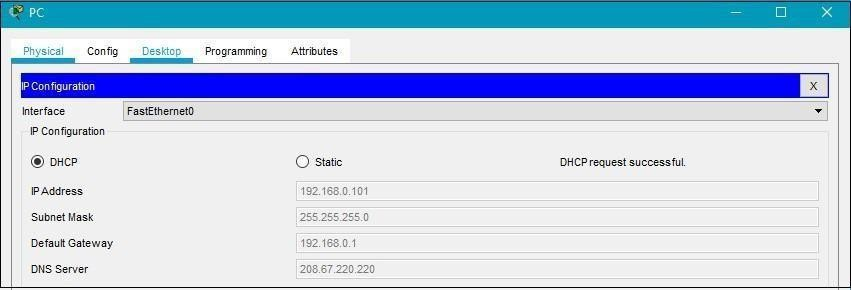 PC
Physical Config Desktop Programming Attributes
IP Configuration X
Interface FastEthernet0
IP Configuration
DHCP Static DHCP request successful.
IP Address 192.168.0.101
Subnet Mask 255.255.255.0
Default Gateway 192.168.0.1
DNS Server 208.67.220.220